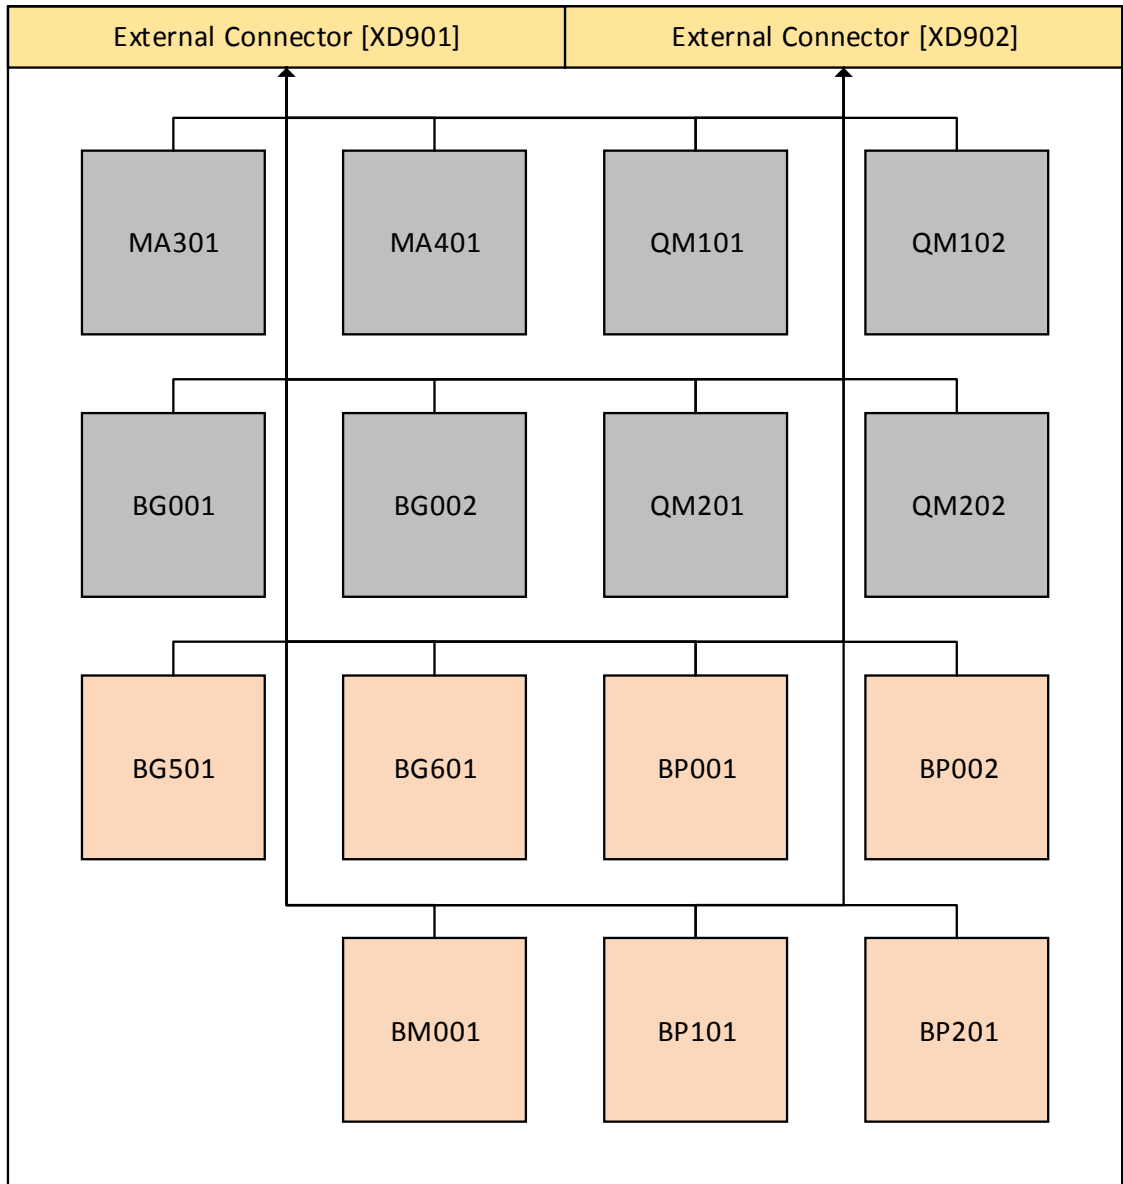 External Connector [XD901]
External Connector [XD902]
MA301
MA401
QM101
QM102
BG001
BG002
QM201
QM202
BG501
BG601
BP001
BP002
BM001
BP101
BP201